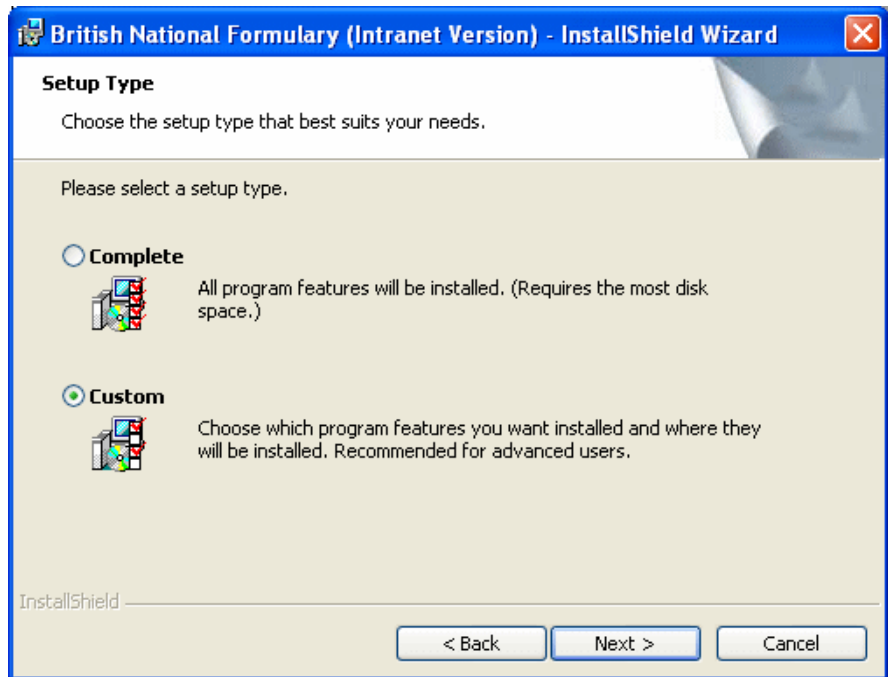 British National Formulary (Intranet Version) - InstallShield Wizard
Setup Type
Choose the setup type that best suits your needs.
Please select a setup type.
Complete
All program features will be installed. (Requires the most disk
space.)
Custom
Choose which program features you want installed and where they
will be installed. Recommended for advanced users.
InstallShield
< Back
Next >
Cancel